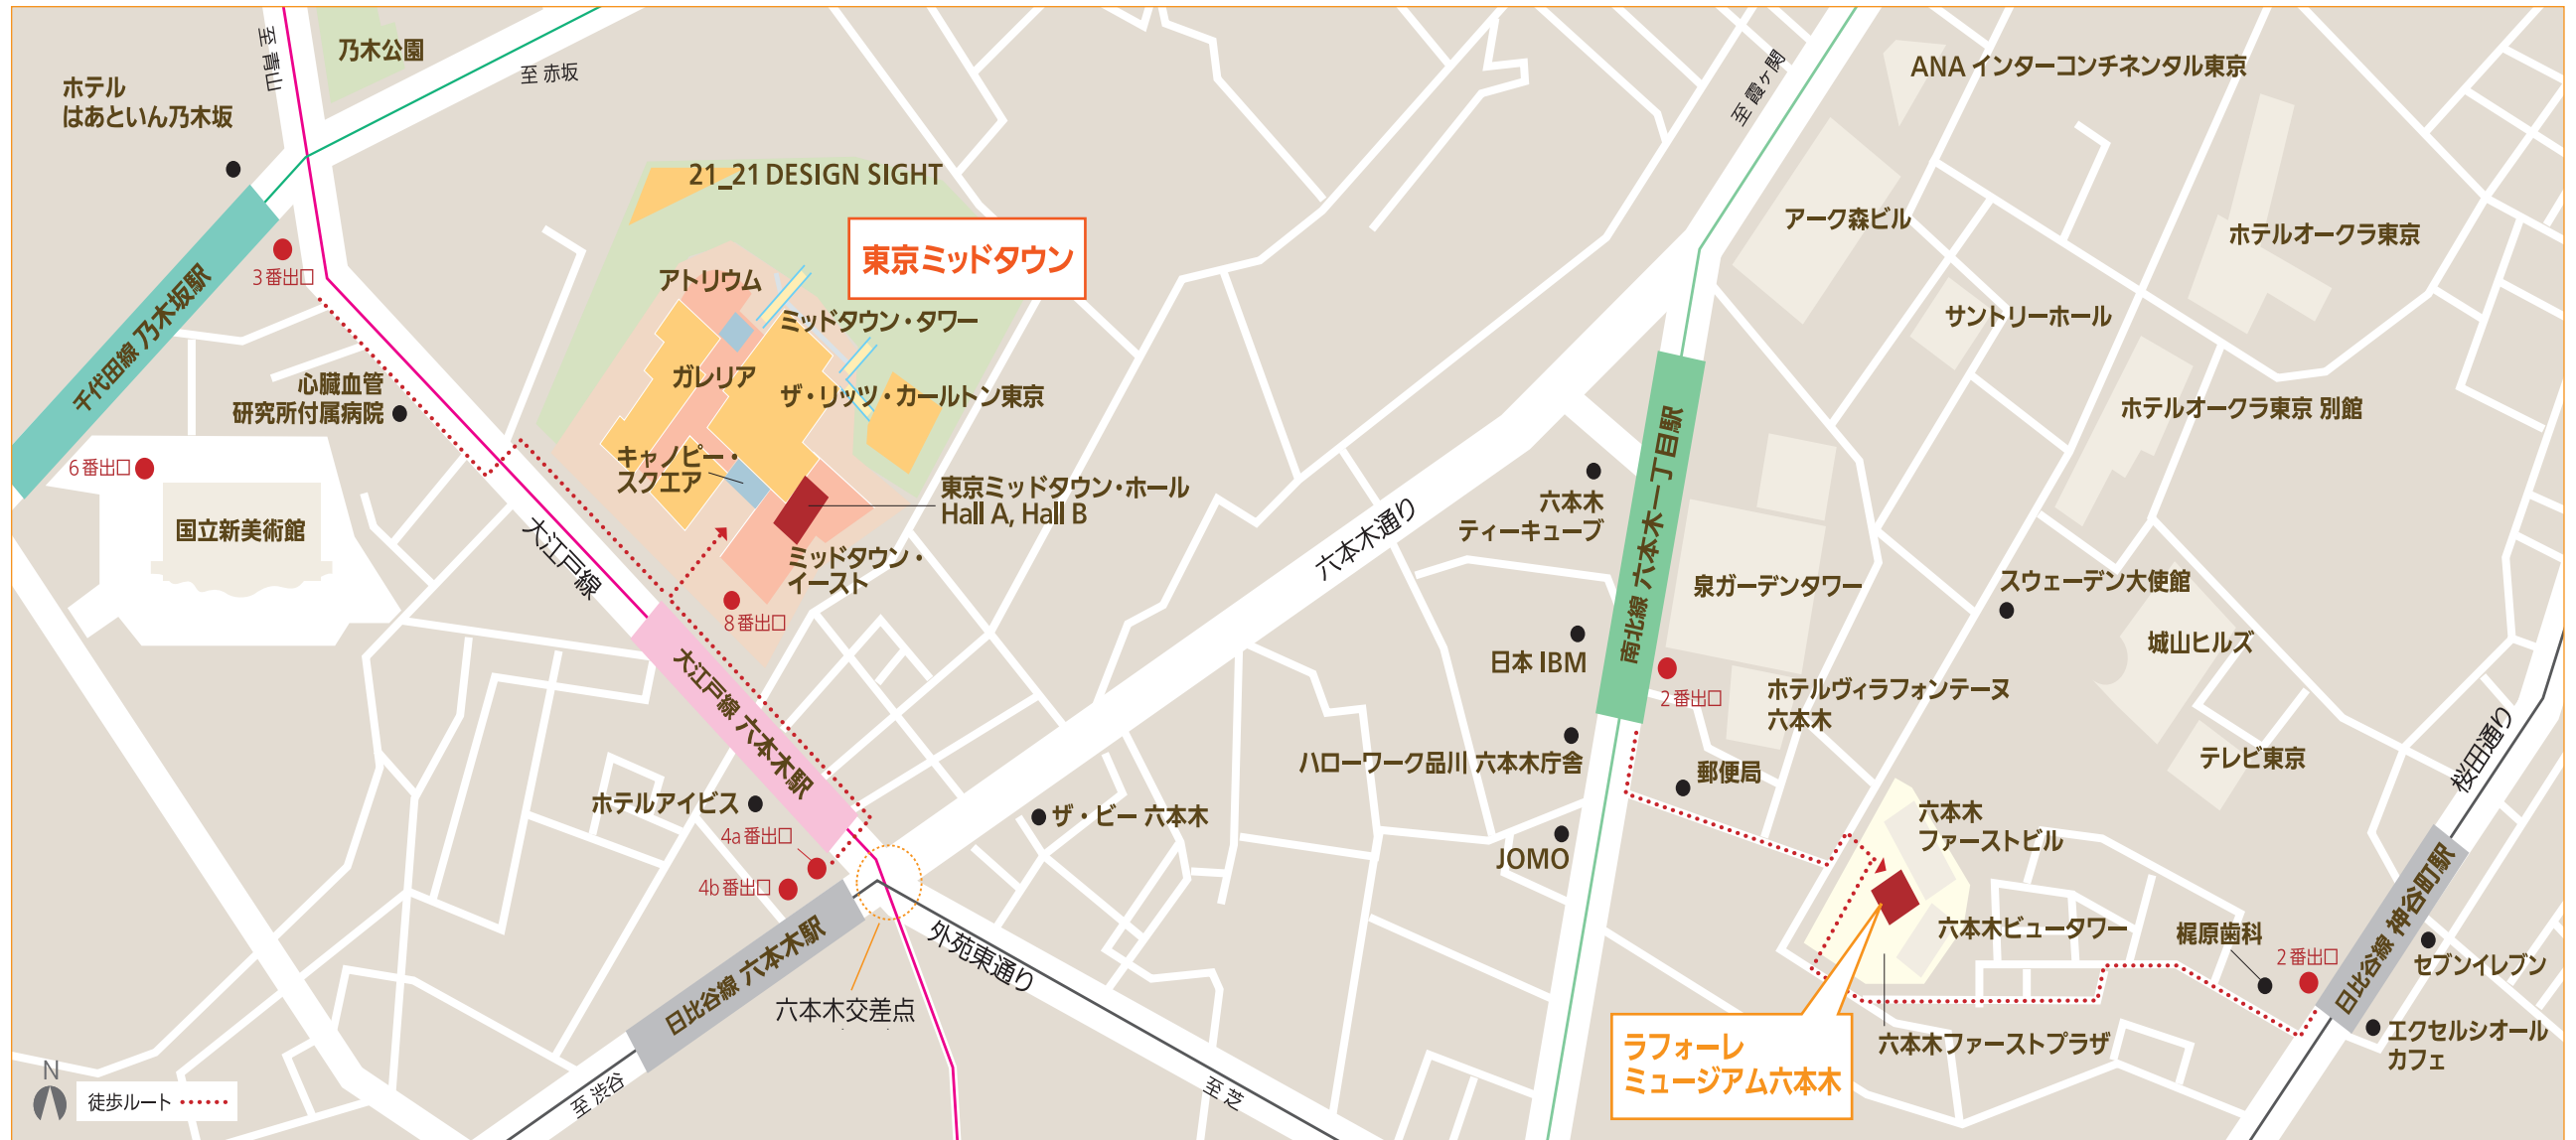 至 青山
乃木公園
ホテル
はあといん乃木坂
至 赤坂
至 霞ヶ関
ANA インターコンチネンタル東京
21_21 DESIGN SIGHT
東京ミッドタウン
アーク森ビル
ホテルオークラ東京
3番出口
千代田線 乃木坂駅
アトリウム
ミッドタウン・タワー
サントリーホール
心臓血管
研究所付属病院
ガレリア
ザ・リッツ・カールトン東京
ホテルオークラ東京 別館
6番出口
キャノピー・
スクエア
東京ミッドタウン・ホール
Hall A, Hall B
六本木
ティーキューブ
南北線 六本木一丁目駅
国立新美術館
大江戸線
六本木通り
ミッドタウン・
イースト
泉ガーデンタワー
スウェーデン大使館
8番出口
城山ヒルズ
日本 IBM
2番出口
ホテルヴィラフォンテーヌ
六本木
大江戸線 六本木駅
ハローワーク品川 六本木庁舎
郵便局
テレビ東京
桜田通り
ホテルアイビス
ザ・ビー 六本木
六本木
ファーストビル
4a番出口
JOMO
4b番出口
日比谷線 六本木駅
外苑東通り
六本木ビュータワー
梶原歯科
2番出口
日比谷線 神谷町駅
セブンイレブン
六本木交差点
ラフォーレ
ミュージアム六本木
六本木ファーストプラザ
エクセルシオール
カフェ
N
徒歩ルート
至 渋谷
至 芝